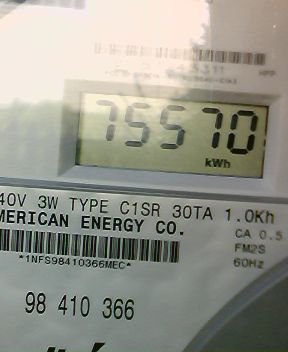 75570
kWh
40V 3W TYPE C1SR 30TA 1.0Kh
MERICAN ENERGY CO.
CA 0.5
*1NFS98410366MEC*
FM2S
60Hz
98 410 366